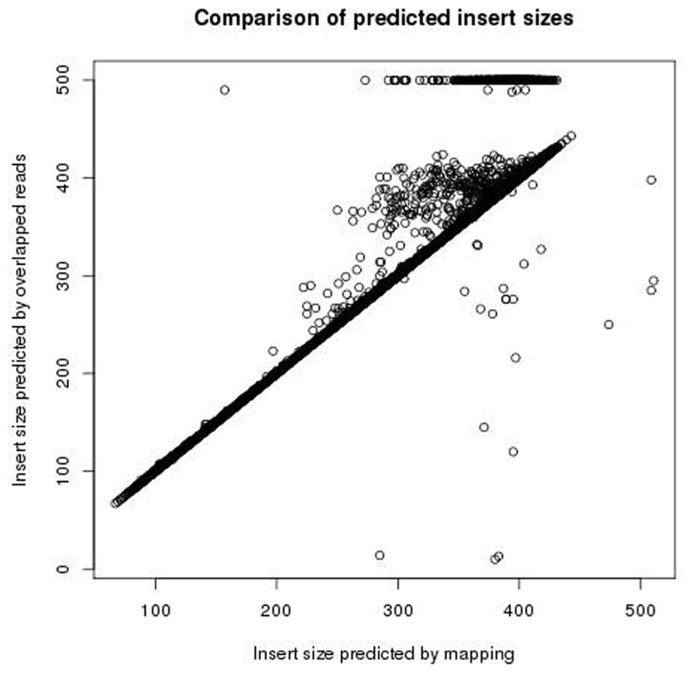 Comparison of predicted insert sizes
Insert size predicted by overlapped reads
500
400
300
200
100
0
100 200 300 400 500
Insert size predicted by mapping